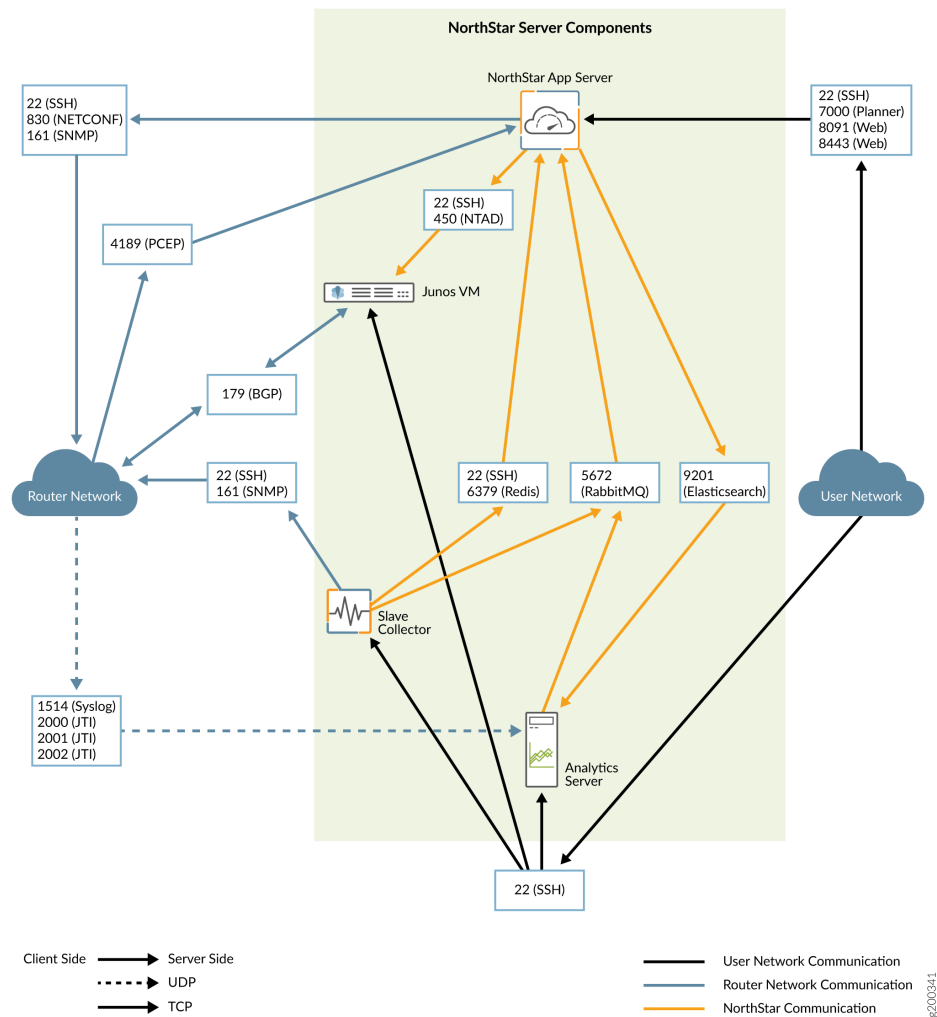 NorthStar Server Components
NorthStar App Server
22 (SSH)
830 (NETCONF)
161 (SNMP)
22 (SSH)
7000 (Planner)
8091 (Web)
8443 (Web)
22 (SSH)
450 (NTAD)
4189 (PCEP)
Junos VM
179 (BGP)
Router Network
22 (SSH)
161 (SNMP)
22 (SSH)
6379 (Redis)
5672
(RabbitMQ)
9201
(Elasticsearch)
User Network
Slave
Collector
1514 (Syslog)
2000 (JTI)
2001 (JTI)
2002 (JTI)
Analytics
Server
22 (SSH)
Client Side
Server Side
UDP
TCP
User Network Communication
Router Network Communication
NorthStar Communication
g200341